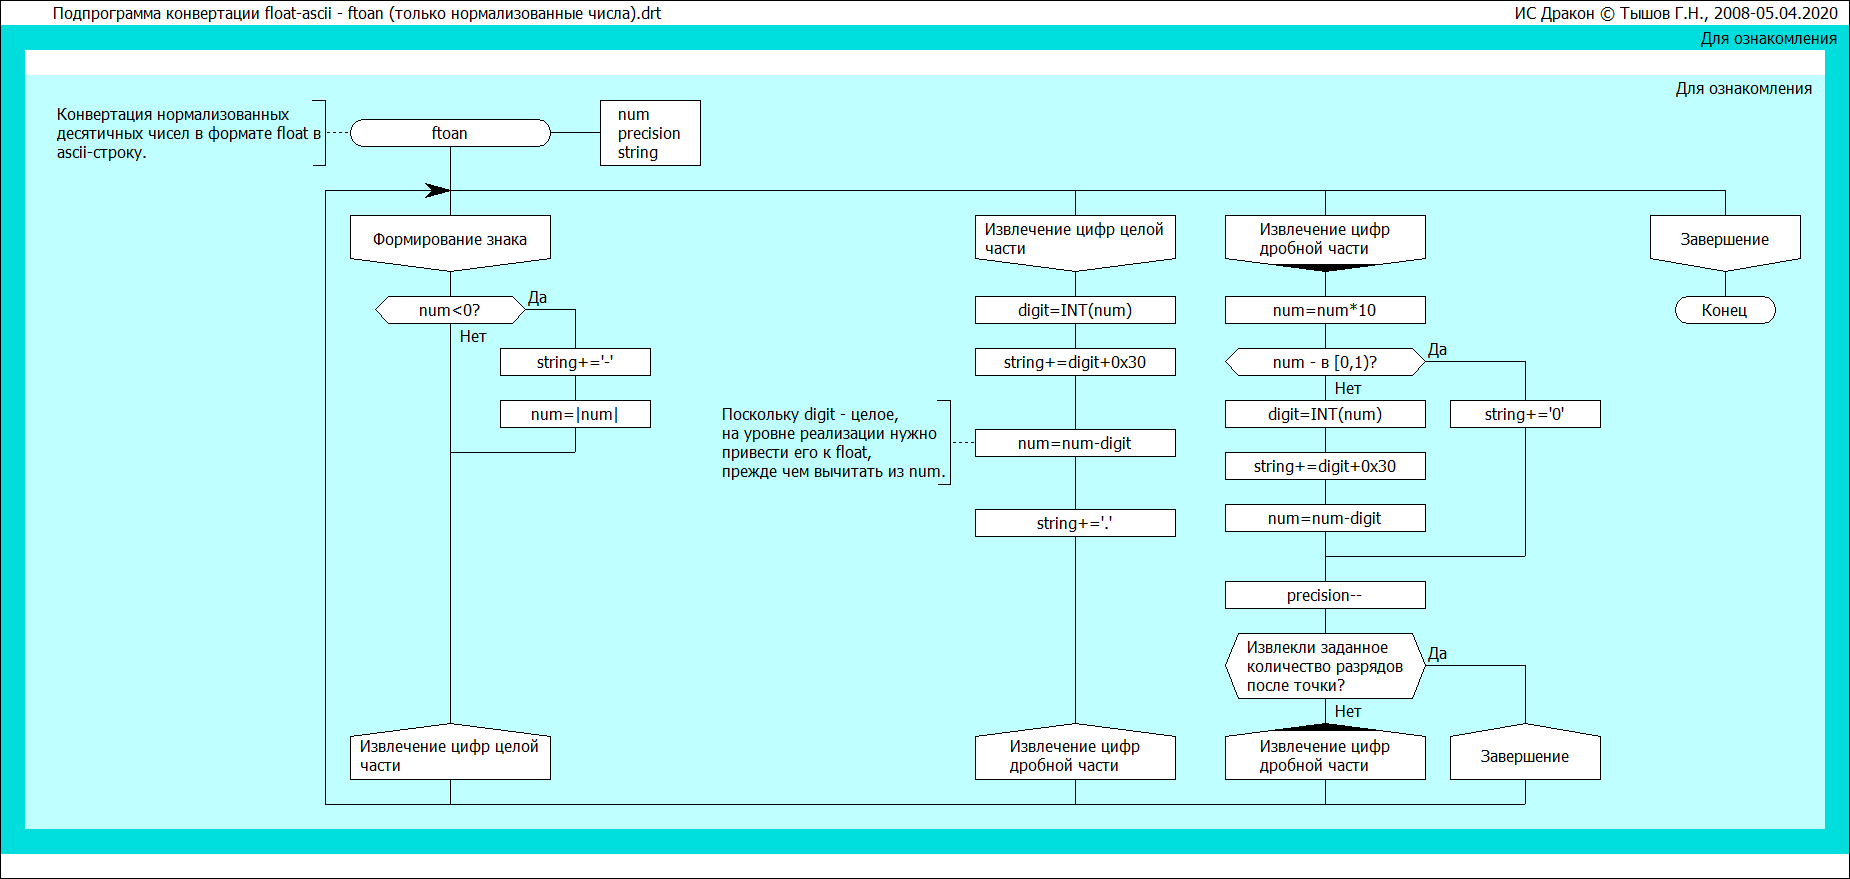 Подпрограмма конвертации float-ascii - ftoan (только нормализованные числа).drt
ИС Дракон © Тышов Г.Н., 2008-05.04.2020
Для ознакомления
Для ознакомления
Конвертация нормализованных
десятичных чисел в формате float в
ascii-строку.
ftoan
num
precision
string
Формирование знака
num<0?
Да
Нет
string+='-'
num=|num|
Извлечение цифр целой
части
Извлечение цифр целой
части
digit=INT(num)
string+=digit+0x30
Поскольку digit - целое,
на уровне реализации нужно
привести его к float,
прежде чем вычитать из num.
num=num-digit
string+='.'
Извлечение цифр
дробной части
Извлечение цифр
дробной части
num=num*10
num - в [0,1)?
Да
Нет
digit=INT(num)
string+='0'
string+=digit+0x30
num=num-digit
precision--
Извлекли заданное
количество разрядов
после точки?
Да
Нет
Извлечение цифр
дробной части
Завершение
Завершение
Конец